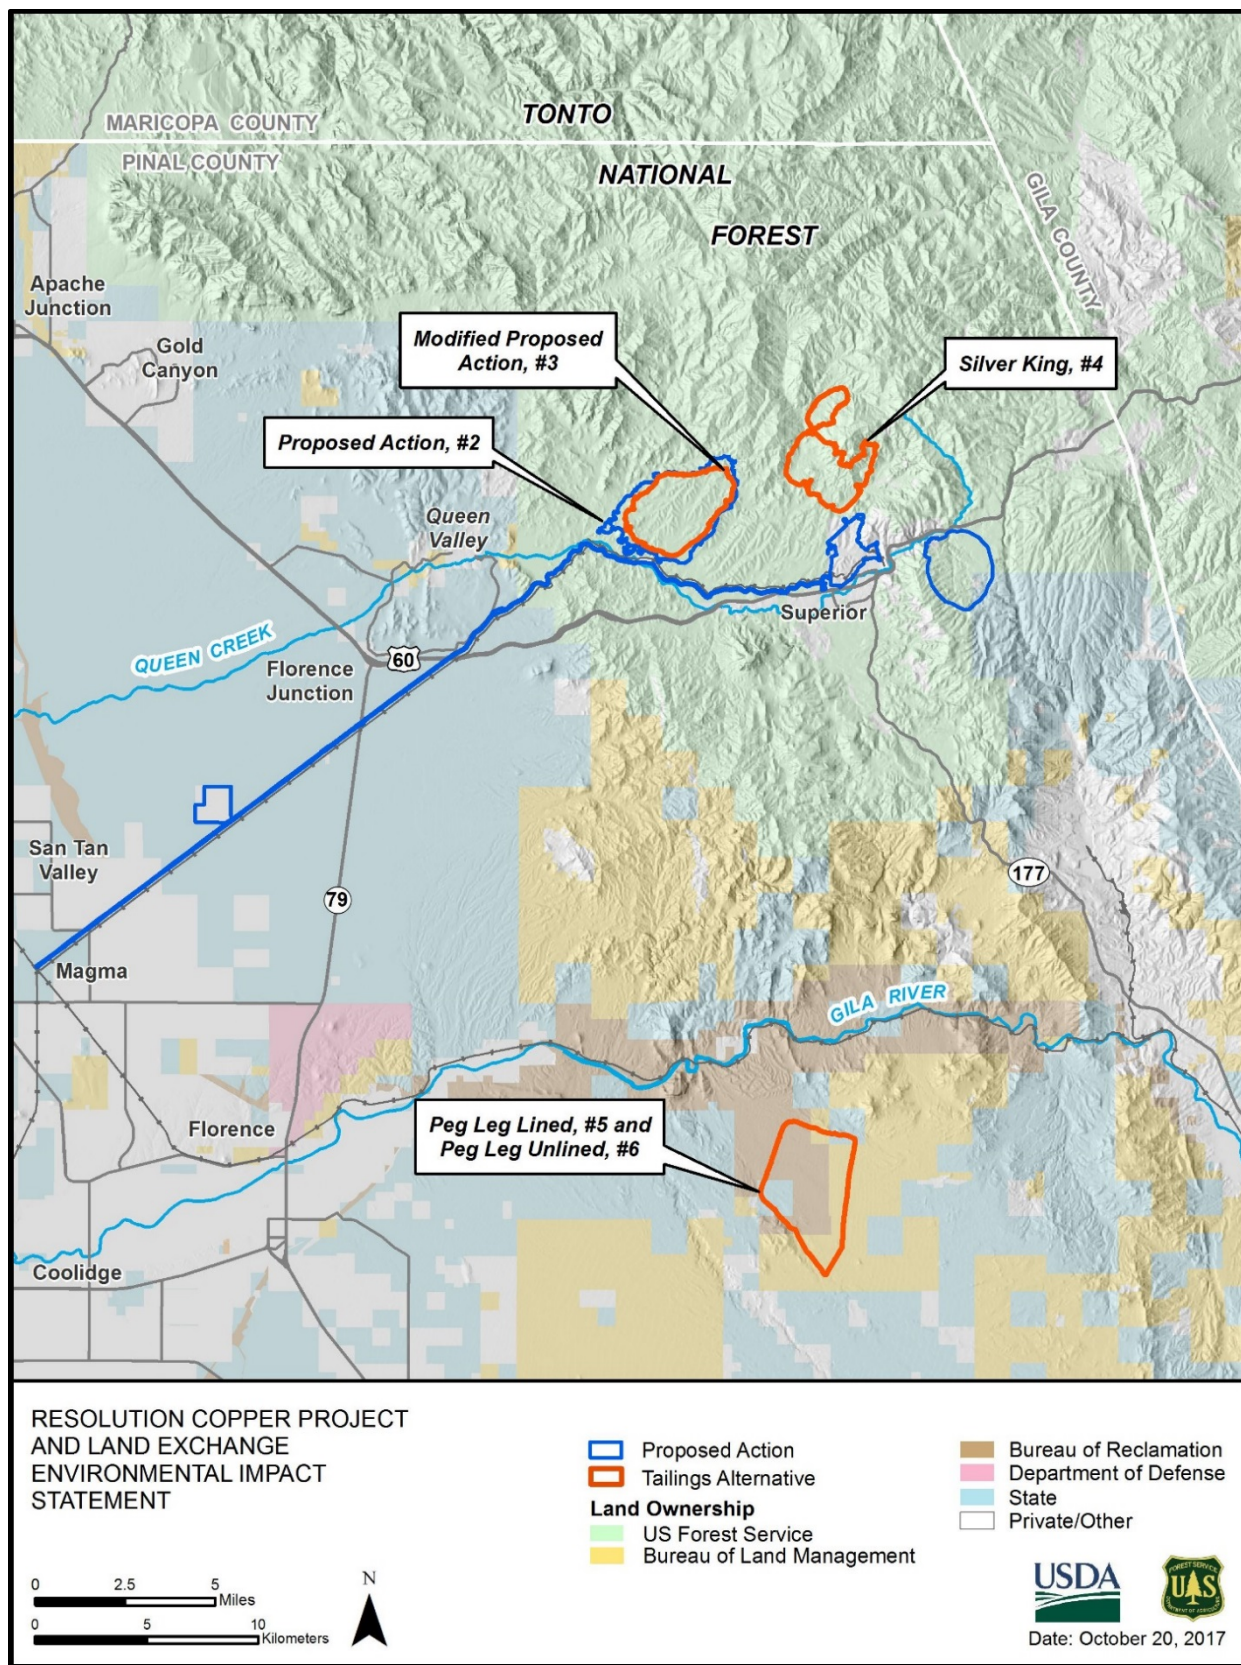 TONTO
MARICOPA COUNTY
PINAL COUNTY
NATIONAL
GILA COUNTY
FOREST
Apache
Junction
Gold
Canyon
Modified Proposed
Action, #3
Silver King, #4
Proposed Action, #2
Queen
Valley
QUEEN CREEK
60
Florence
Junction
Superior
San Tan
Valley
79
177
Magma
GILA RIVER
Florence
Peg Leg Lined, #5 and
Peg Leg Unlined, #6
Coolidge
RESOLUTION COPPER PROJECT
AND LAND EXCHANGE
ENVIRONMENTAL IMPACT
STATEMENT
0 2.5 5
Miles
0 5 10
Kilometers
N
Proposed Action
Tailings Alternative
Land Ownership
US Forest Service
Bureau of Land Management
Bureau of Reclamation
Department of Defense
State
Private/Other
USDA
FOREST SERVICE
U S
DEPARTMENT OF AGRICULTURE
Date: October 20, 2017